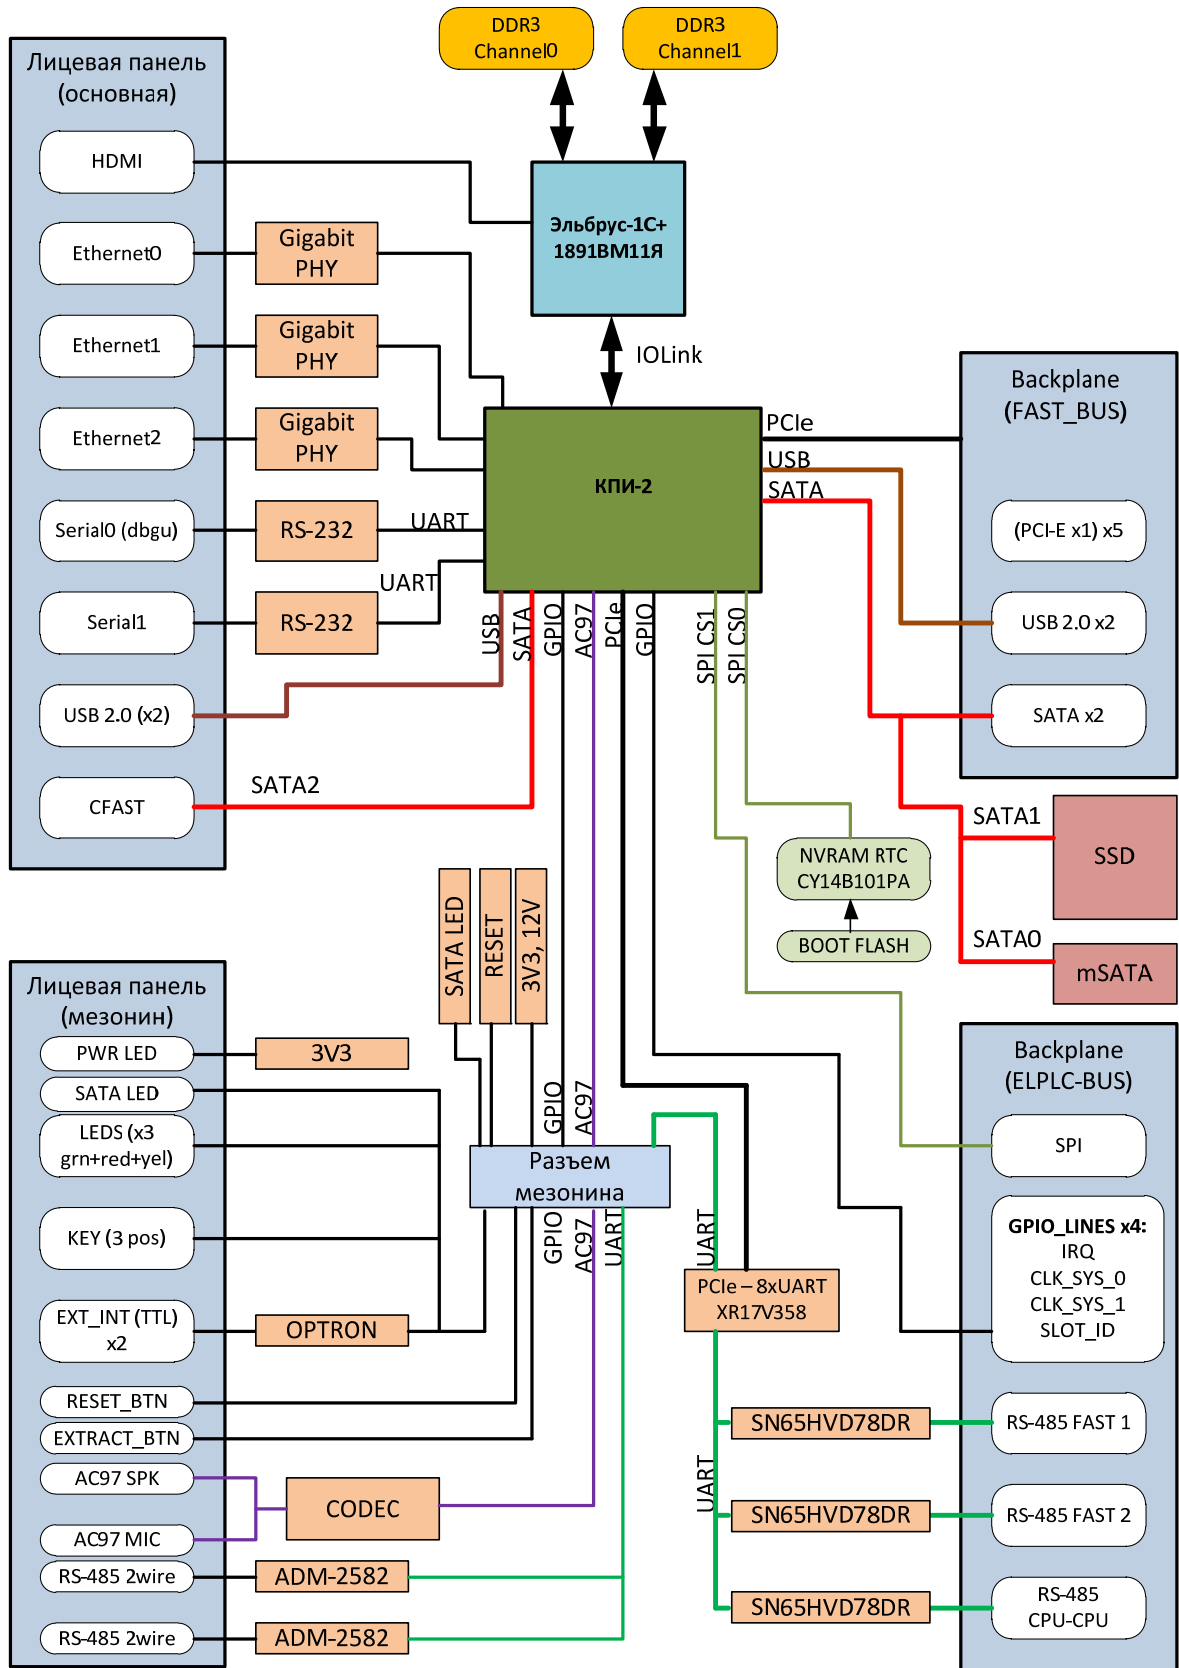 DDR3
Channel0
DDR3
Channel1
Лицевая панель
(основная)
HDMI
Ethernet0
Ethernet1
Ethernet2
Serial0 (dbgu)
Serial1
USB 2.0 (x2)
CFAST
Gigabit
PHY
Gigabit
PHY
Gigabit
PHY
RS-232
RS-232
UART
UART
SATA2
Эльбрус-1С+
1891ВМ11Я
IOLink
КПИ-2
PCIe
USB
SATA
USB
SATA
GPIO
AC97
PCIe
GPIO
SPI CS1
SPI CS0
Backplane
(FAST_BUS)
(PCI-E x1) x5
USB 2.0 x2
SATA x2
NVRAM RTC
CY14B101PA
BOOT FLASH
SATA1
SSD
SATA0
mSATA
SATA LED
RESET
3V3, 12V
Лицевая панель
(мезонин)
PWR LED
SATA LED
LEDS (x3
grn+red+yel)
KEY (3 pos)
EXT_INT (TTL)
x2
RESET_BTN
EXTRACT_BTN
AC97 SPK
AC97 MIC
RS-485 2wire
RS-485 2wire
3V3
OPTRON
CODEC
ADM-2582
ADM-2582
GPIO
AC97
Разъем
мезонина
GPIO
AC97
UART
UART
PCIe – 8xUART
XR17V358
UART
SN65HVD78DR
SN65HVD78DR
SN65HVD78DR
Backplane
(ELPLC-BUS)
SPI
GPIO_LINES x4:
IRQ
CLK_SYS_0
CLK_SYS_1
SLOT_ID
RS-485 FAST 1
RS-485 FAST 2
RS-485
CPU-CPU